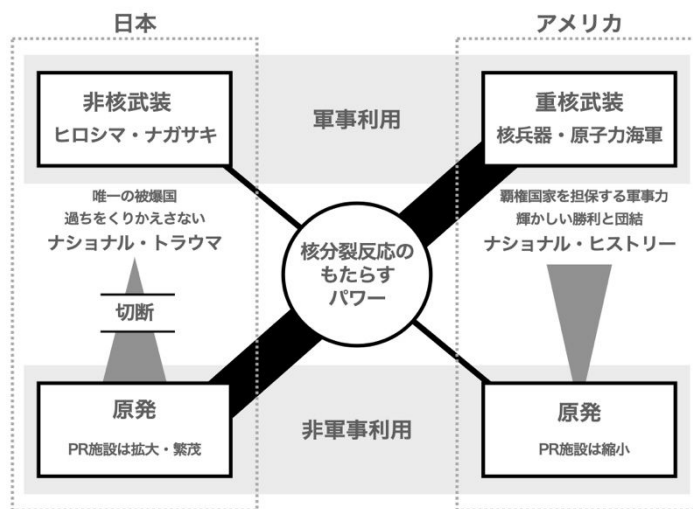 日本
アメリカ
非核武装
ヒロシマ・ナガサキ
軍事利用
重核武装
核兵器・原子力海軍
唯一の被爆国
過ちをくりかえさない
ナショナル・トラウマ
核分裂反応の
もたらす
パワー
覇権国家を担保する軍事力
輝かしい勝利と団結
ナショナル・ヒストリー
切断
原発
PR施設は拡大・繁茂
非軍事利用
原発
PR施設は縮小